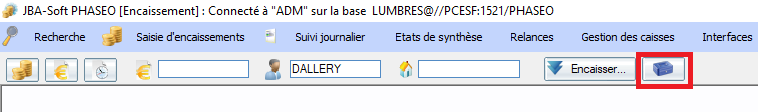 JBA-Soft PHASEO [Encaissement] : Connecté à "ADM" sur la base LUMBRES@//PCESF:1521/PHASEO
Recherche Saisie d'encaissements Suivi journalier Etats de synthèse Relances Gestion des caisses Interfaces
DALLERY Encaisser...